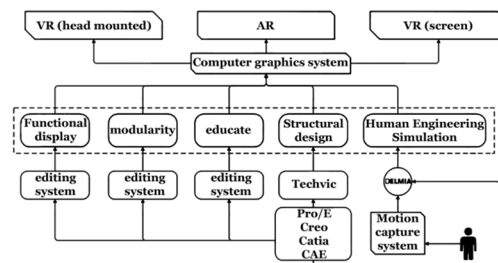 VR (head mounted)
AR
VR (screen)
Computer graphics system
Functional
display
modularity
educate
Structural
design
Human Engineering
Simulation
editing
system
editing
system
editing
system
Techvic
DELMIA
Pro/E
Creo
Catia
CAE
Motion
capture
system